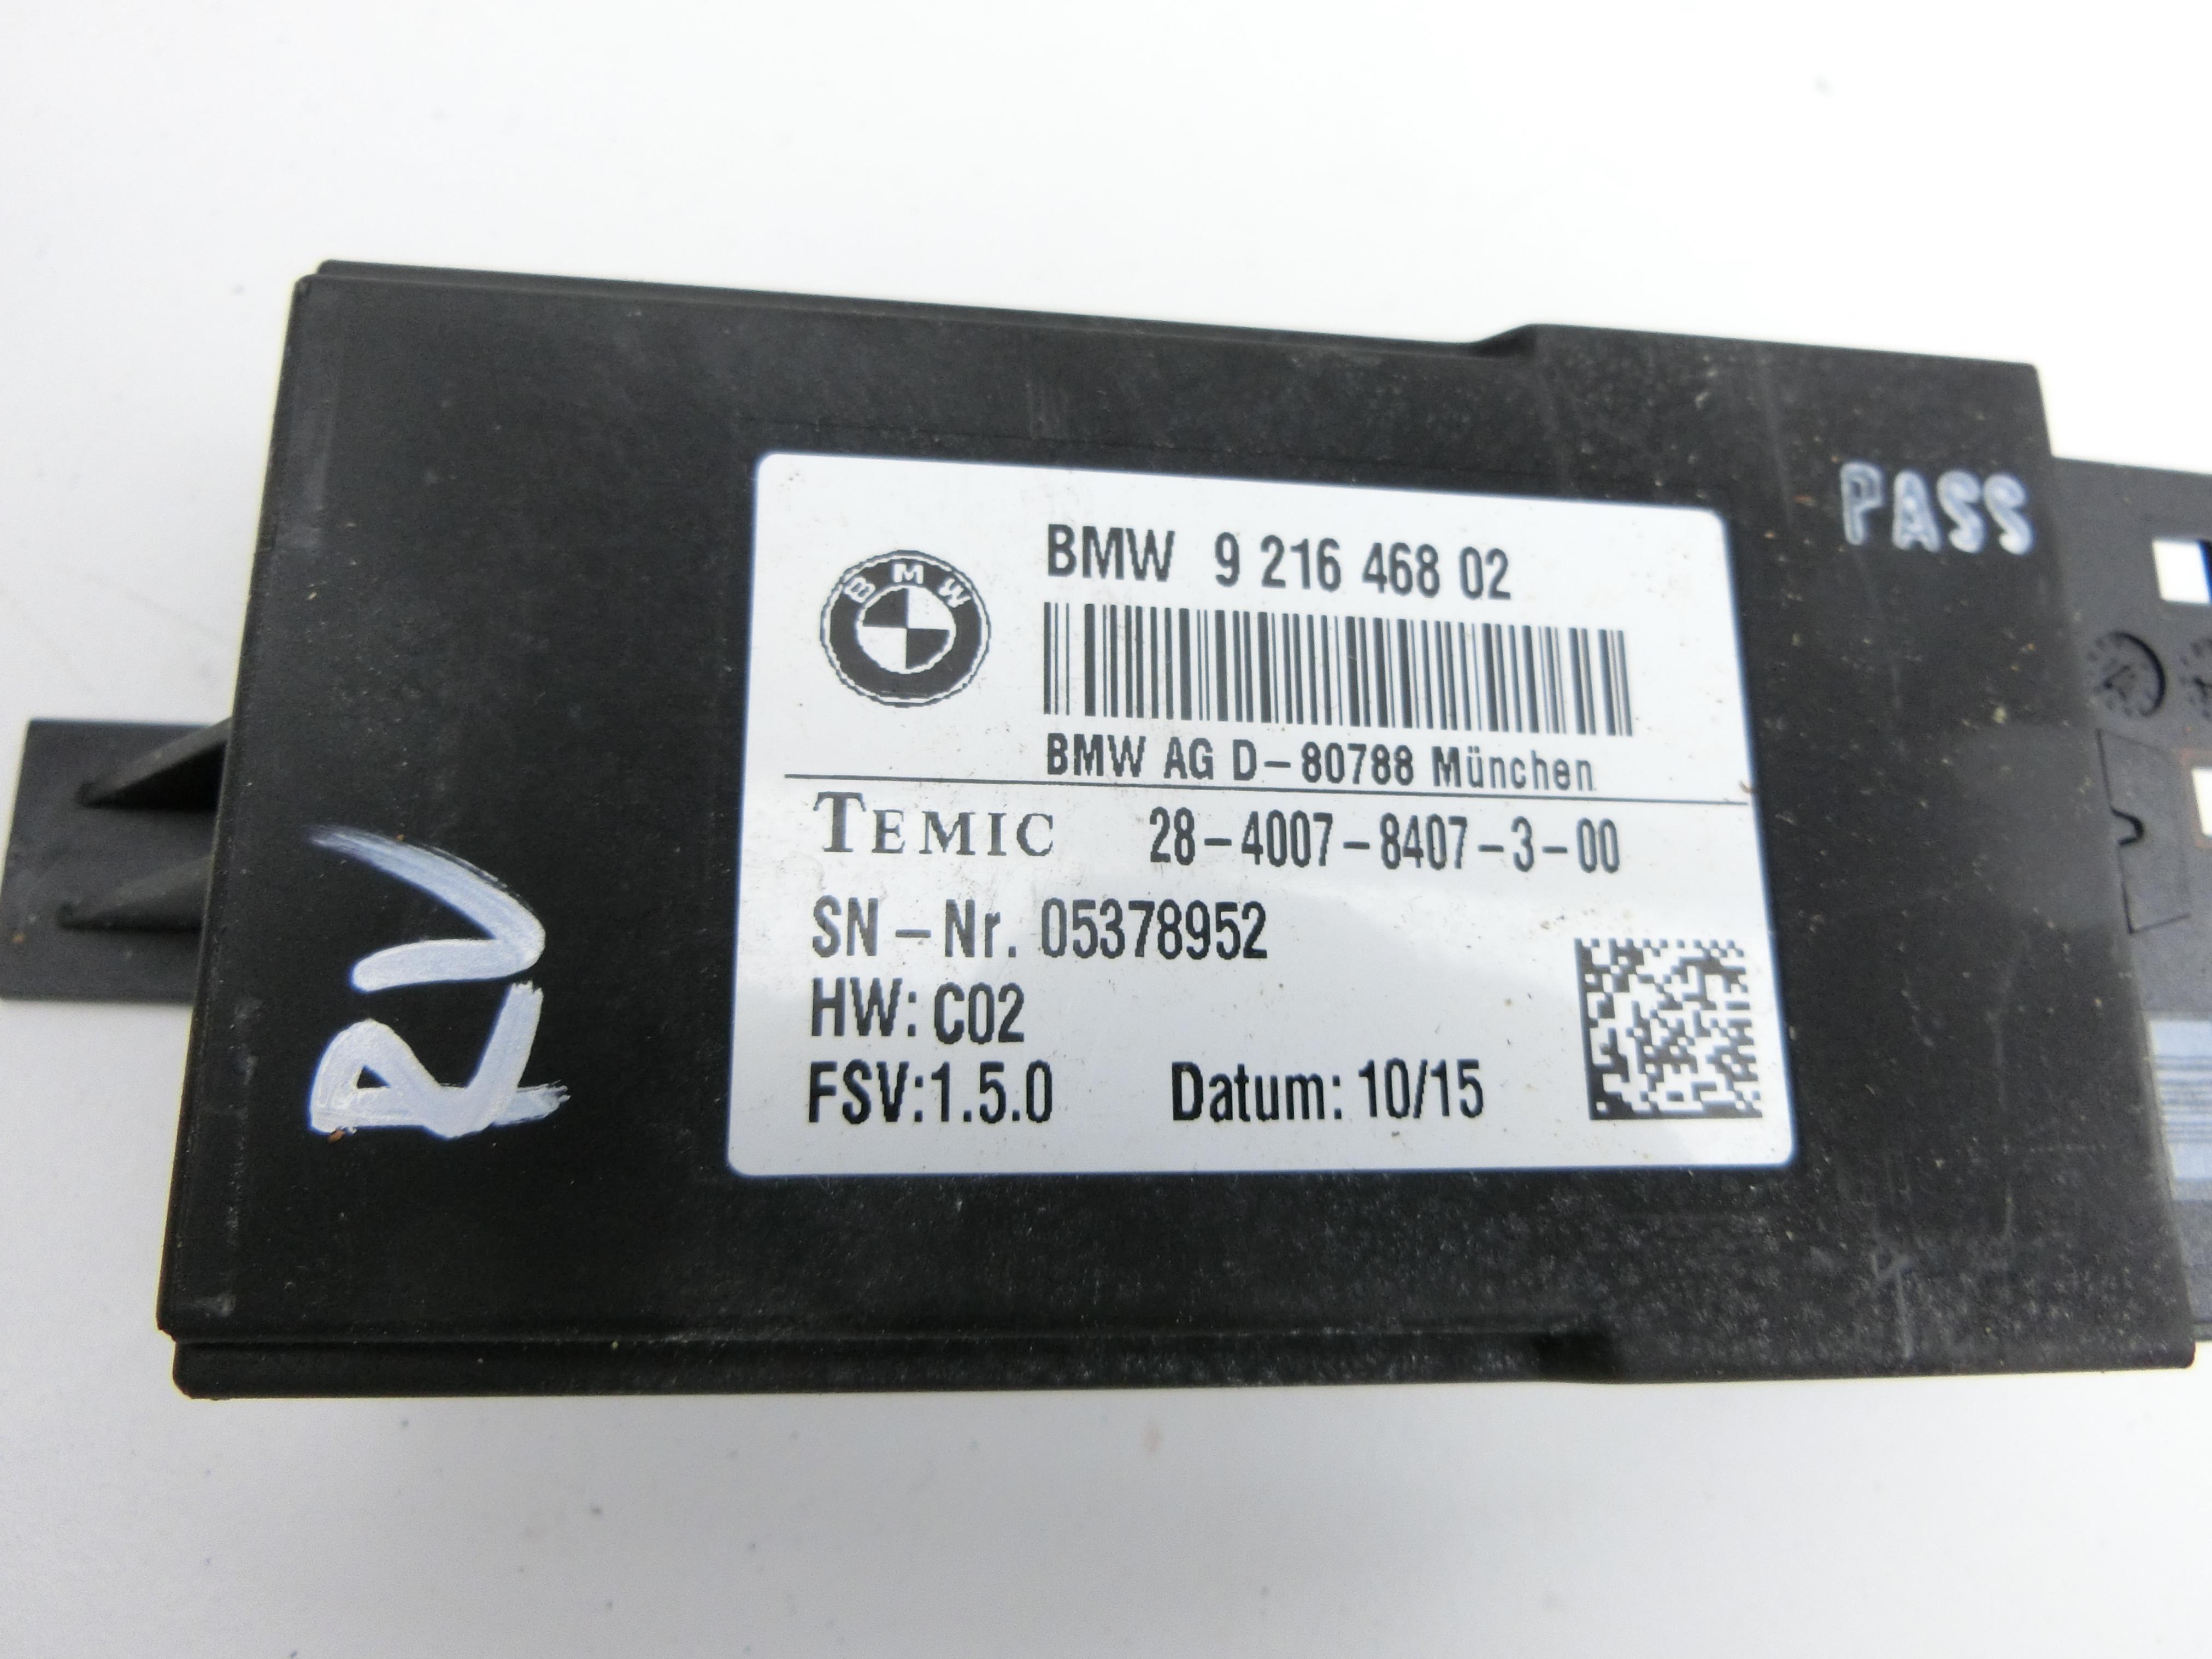 PASS
BMW 9 216 468 02
BMW
BMW AG D-80788 München
TEMIC 28-4007-8407-3-00
SN-Nr. 05378952
HW: C02
FSV:1.5.0 Datum: 10/15
RV